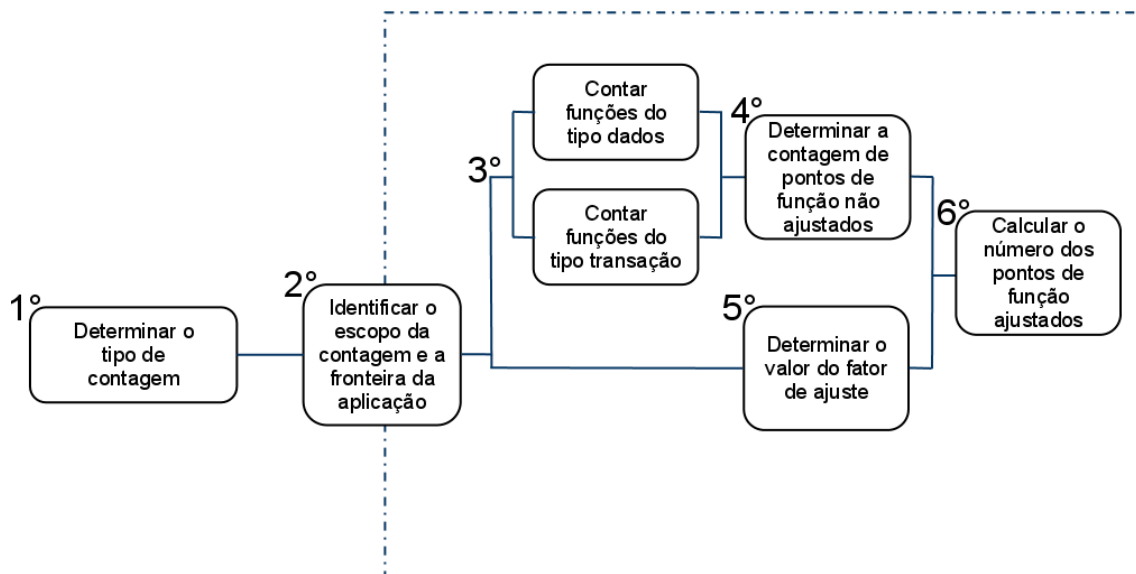 1°
Determinar o
tipo de
contagem
2°
Identificar o
escopo da
contagem e a
fronteira da
aplicação
3°
Contar
funções do
tipo dados
Contar
funções do
tipo transação
4°
Determinar a
contagem de
pontos de
função não
ajustados
5°
Determinar o
valor do fator
de ajuste
6°
Calcular o
número dos
pontos de
função
ajustados